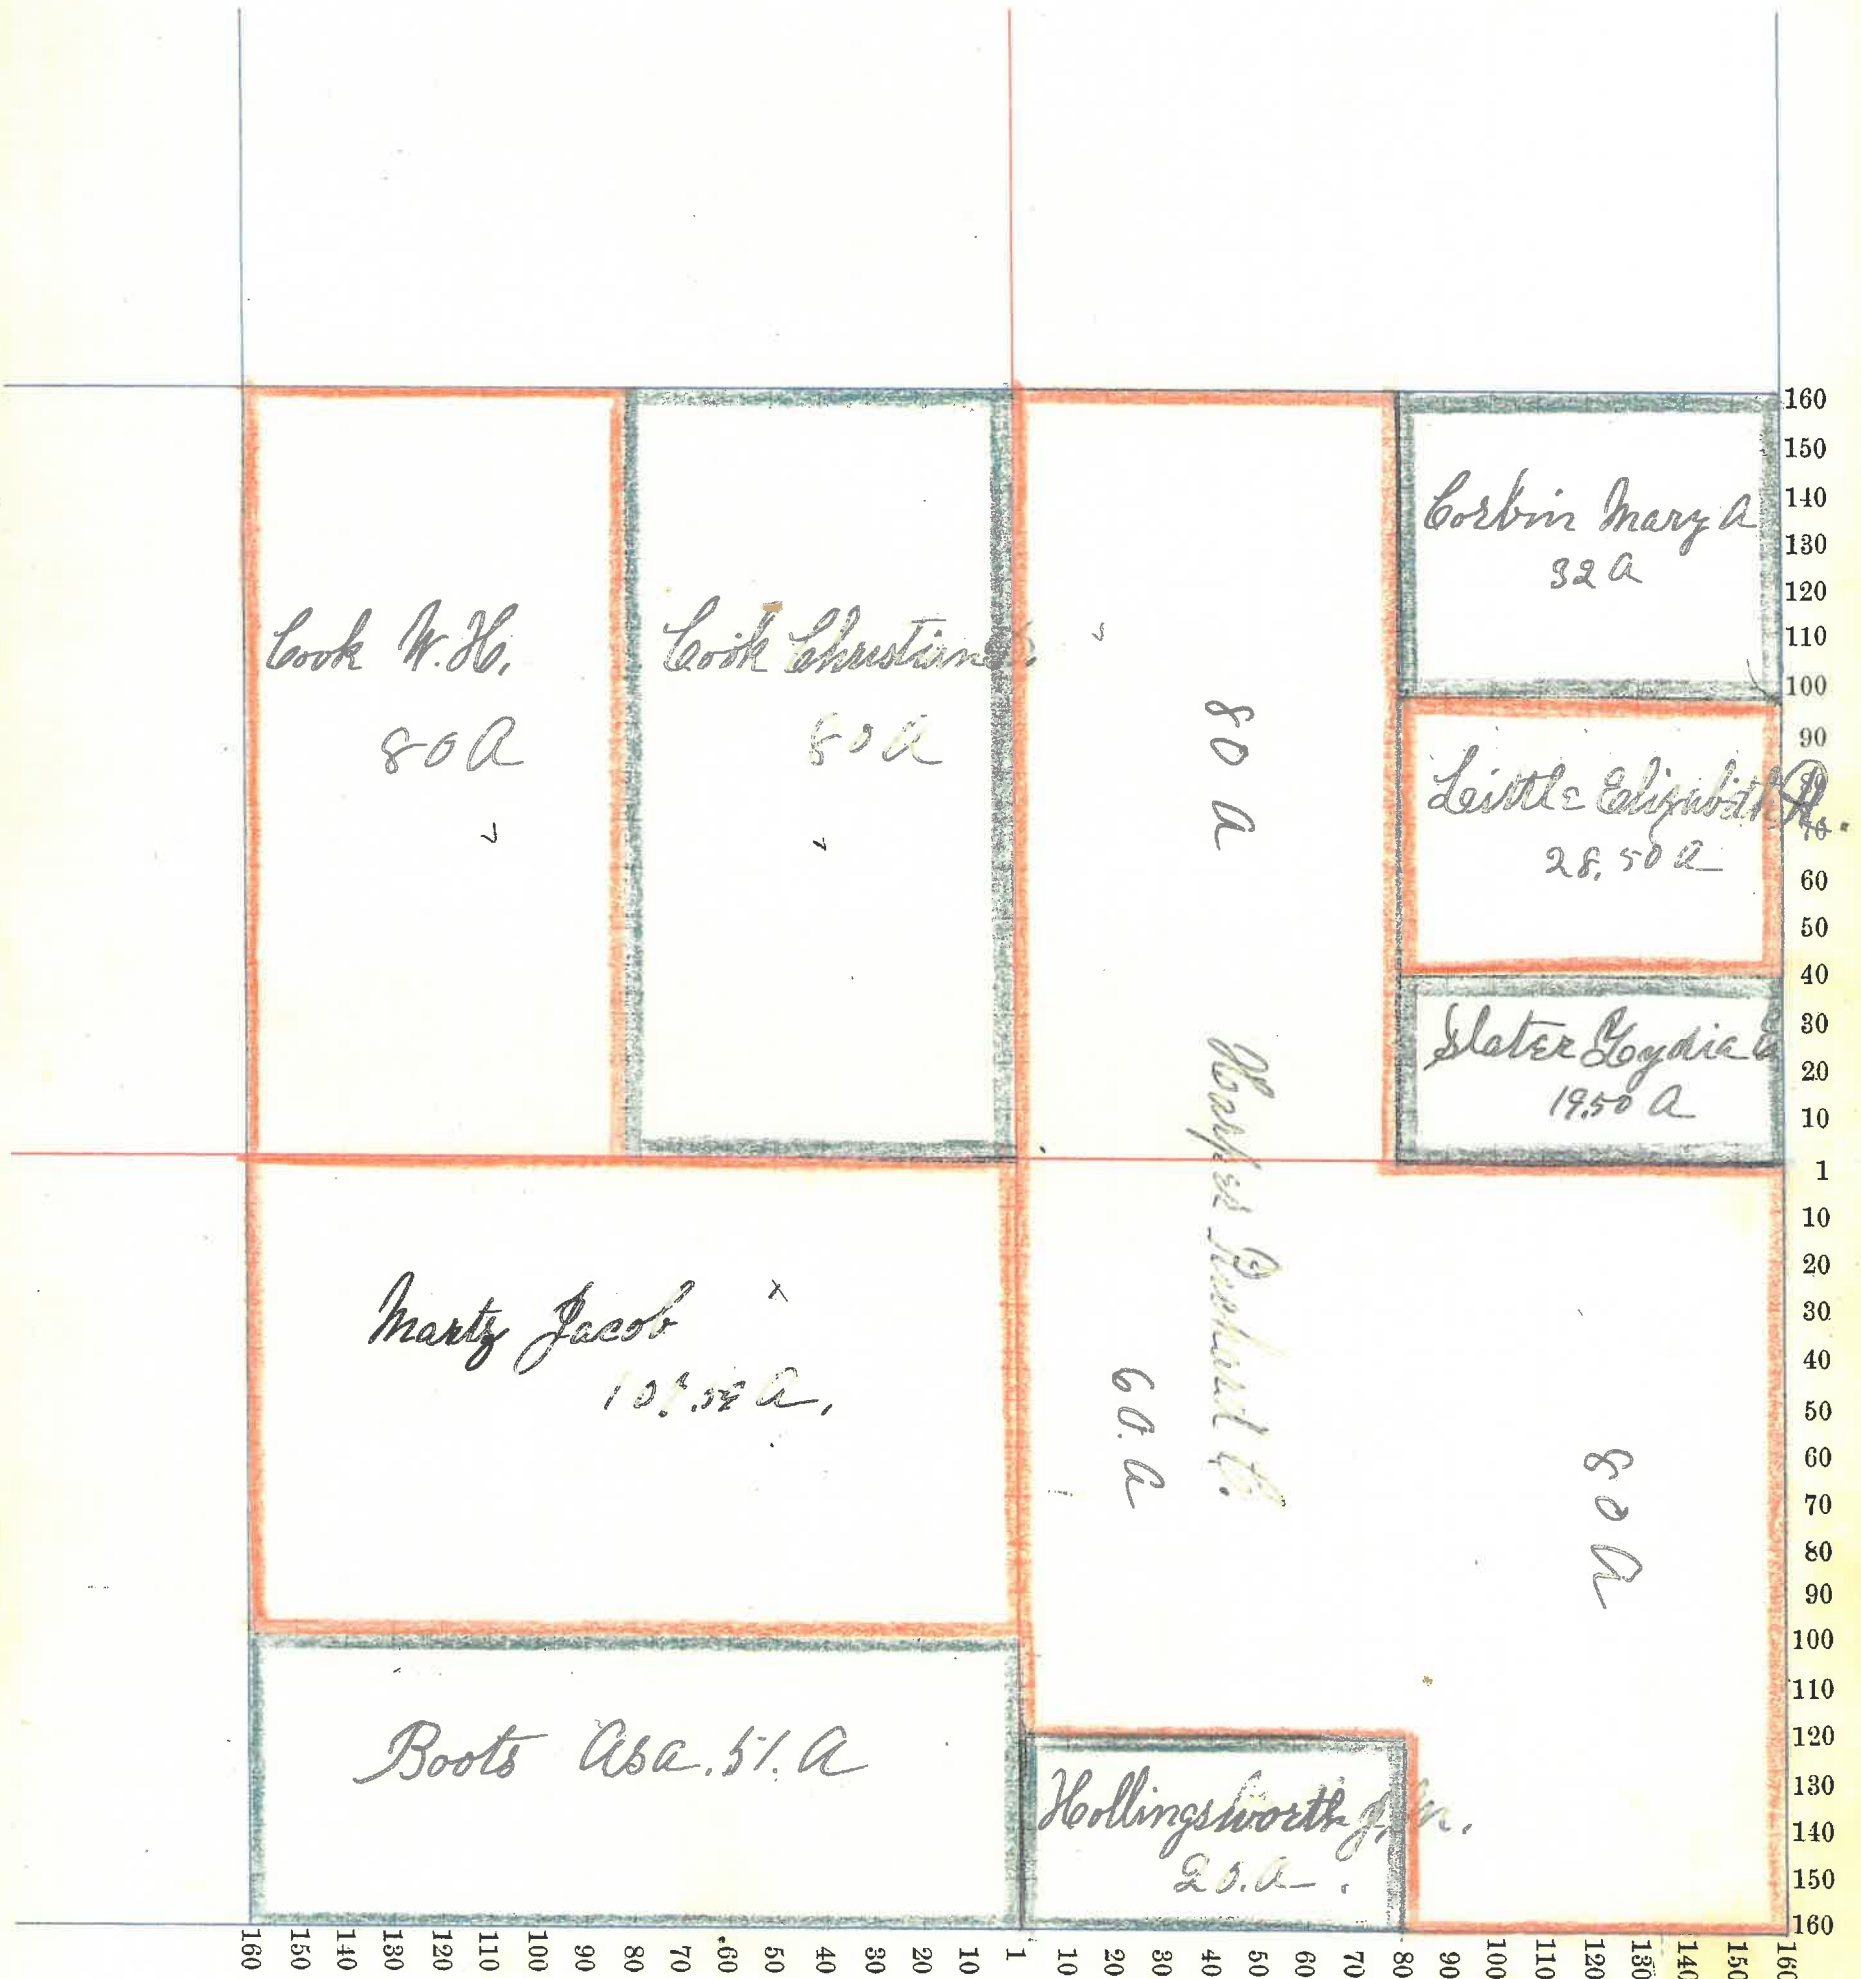 Cook W. H.
80 A
Cook Christian
80 A
80 A
Corbin Mary A
32 A
Little Elizabeth R.
28.50 A
Slater Lydia E
19.50 A
Harper Richard C.
60. A
80 A
Martz Jacob x
A.
Boots Asa. 51. A
Hollingsworth
20. A
160
150
140
130
120
110
100
90
60
50
40
30
20
10
1
10
20
30
40
50
60
70
80
90
100
110
120
130
140
150
160
160 150 140 130 120 110 100 90 80 70 60 50 40 30 20 10 1 10 20 30 40 50 60 70 80 90 100 110 120 130 140 150 160